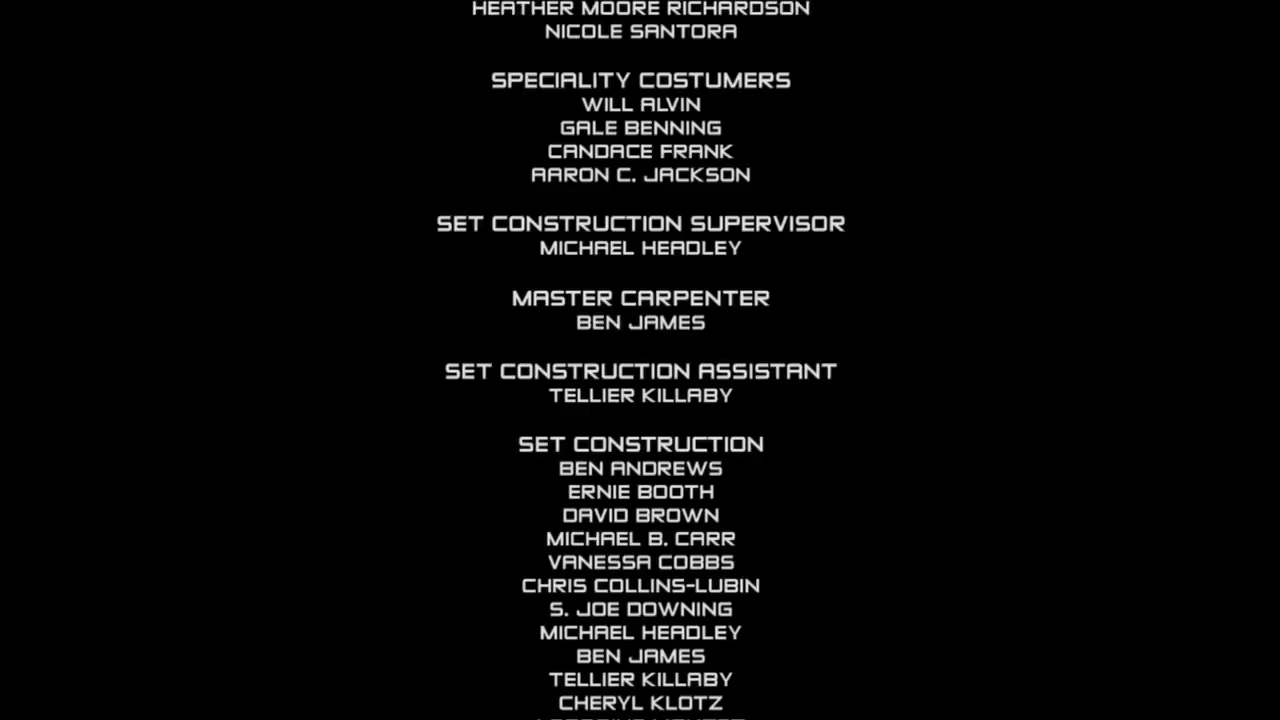 HEATHER MOORE RICHARDSON
NICOLE SANTORA
SPECIALITY COSTUMERS
WILL ALVIN
GALE BENNING
CANDACE FRANK
AARON C. JACKSON
SET CONSTRUCTION SUPERVISOR
MICHAEL HEADLEY
MASTER CARPENTER
BEN JAMES
SET CONSTRUCTION ASSISTANT
TELLIER KILLABY
SET CONSTRUCTION
BEN ANDREWS
ERNIE BOOTH
DAVID BROWN
MICHAEL B. CARR
VANESSA COBBS
CHRIS COLLINS-LUBIN
S. JOE DOWNING
MICHAEL HEADLEY
BEN JAMES
TELLIER KILLABY
CHERYL KLOTZ